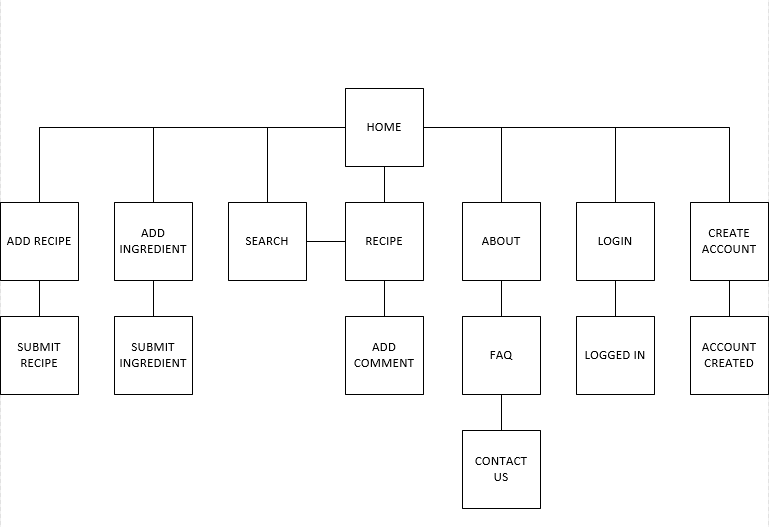 HOME
ADD RECIPE
ADD
INGREDIENT
SEARCH
RECIPE
ABOUT
LOGIN
CREATE
ACCOUNT
SUBMIT
RECIPE
SUBMIT
INGREDIENT
ADD
COMMENT
FAQ
LOGGED IN
ACCOUNT
CREATED
CONTACT
US